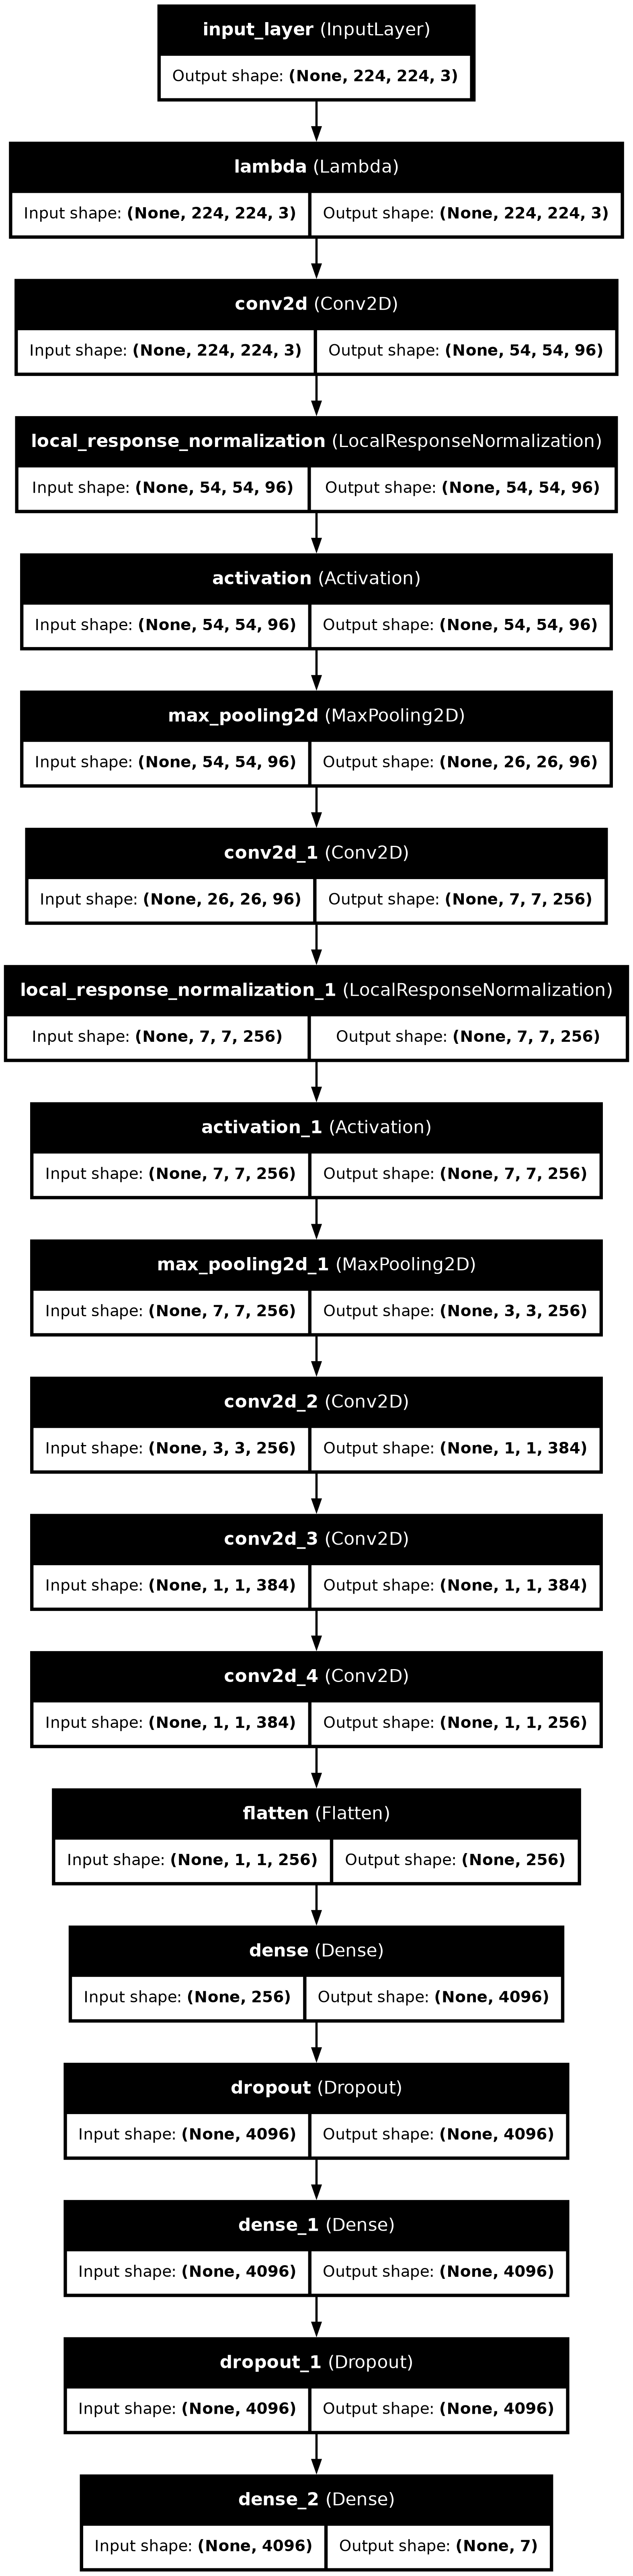 input_layer (InputLayer)
Output shape: (None, 224, 224, 3)
lambda (Lambda)
Input shape: (None, 224, 224, 3) Output shape: (None, 224, 224, 3)
conv2d (Conv2D)
Input shape: (None, 224, 224, 3) Output shape: (None, 54, 54, 96)
local_response_normalization (LocalResponseNormalization)
Input shape: (None, 54, 54, 96) Output shape: (None, 54, 54, 96)
activation (Activation)
Input shape: (None, 54, 54, 96) Output shape: (None, 54, 54, 96)
max_pooling2d (MaxPooling2D)
Input shape: (None, 54, 54, 96) Output shape: (None, 26, 26, 96)
conv2d_1 (Conv2D)
Input shape: (None, 26, 26, 96) Output shape: (None, 7, 7, 256)
local_response_normalization_1 (LocalResponseNormalization)
Input shape: (None, 7, 7, 256) Output shape: (None, 7, 7, 256)
activation_1 (Activation)
Input shape: (None, 7, 7, 256) Output shape: (None, 7, 7, 256)
max_pooling2d_1 (MaxPooling2D)
Input shape: (None, 7, 7, 256) Output shape: (None, 3, 3, 256)
conv2d_2 (Conv2D)
Input shape: (None, 3, 3, 256) Output shape: (None, 1, 1, 384)
conv2d_3 (Conv2D)
Input shape: (None, 1, 1, 384) Output shape: (None, 1, 1, 384)
conv2d_4 (Conv2D)
Input shape: (None, 1, 1, 384) Output shape: (None, 1, 1, 256)
flatten (Flatten)
Input shape: (None, 1, 1, 256) Output shape: (None, 256)
dense (Dense)
Input shape: (None, 256) Output shape: (None, 4096)
dropout (Dropout)
Input shape: (None, 4096) Output shape: (None, 4096)
dense_1 (Dense)
Input shape: (None, 4096) Output shape: (None, 4096)
dropout_1 (Dropout)
Input shape: (None, 4096) Output shape: (None, 4096)
dense_2 (Dense)
Input shape: (None, 4096) Output shape: (None, 7)